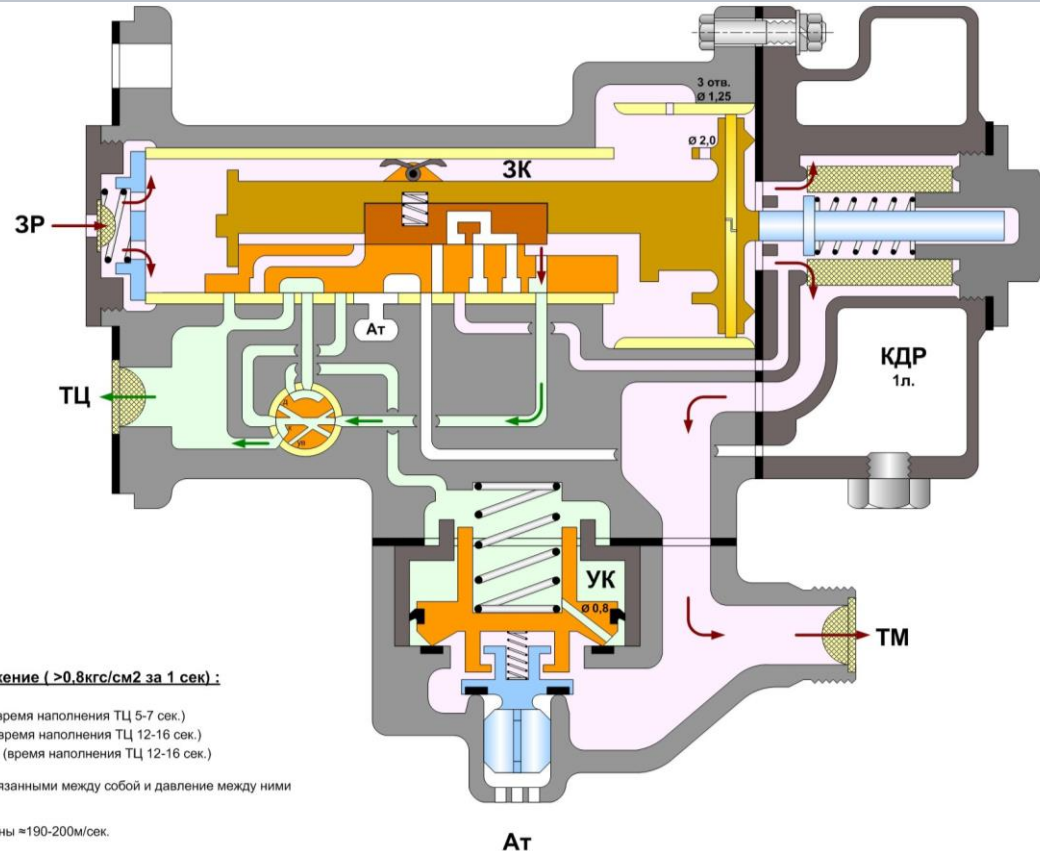 3 отв.
Ø 1,25
Ø 2,0
ЗК
ЗР
Ат
КДР
1л.
ТЦ
д
ув
УК
Ø 0,8
ТМ
жение ( >0,8кгс/см2 за 1 сек) :
время наполнения ТЦ 5-7 сек.)
время наполнения ТЦ 12-16 сек.)
(время наполнения ТЦ 12-16 сек.)
язанными между собой и давление между ними
ны ≈190-200м/сек.
Ат